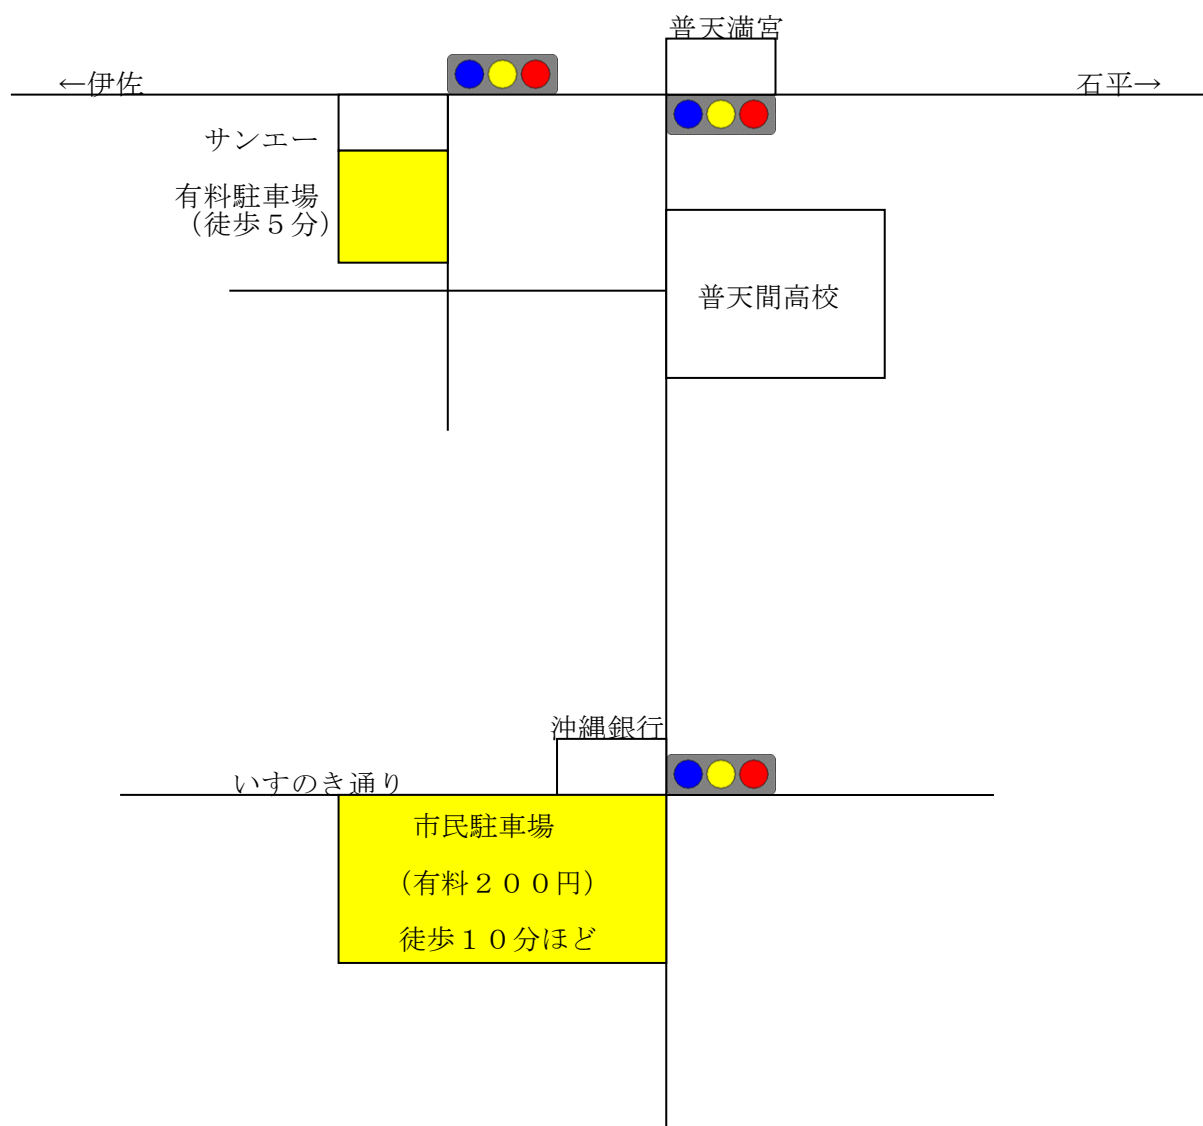 普天満宮
←伊佐
石平→
サンエー
有料駐車場
（徒歩５分）
普天間高校
沖縄銀行
いすのき通り
市民駐車場
（有料２００円）
徒歩１０分ほど